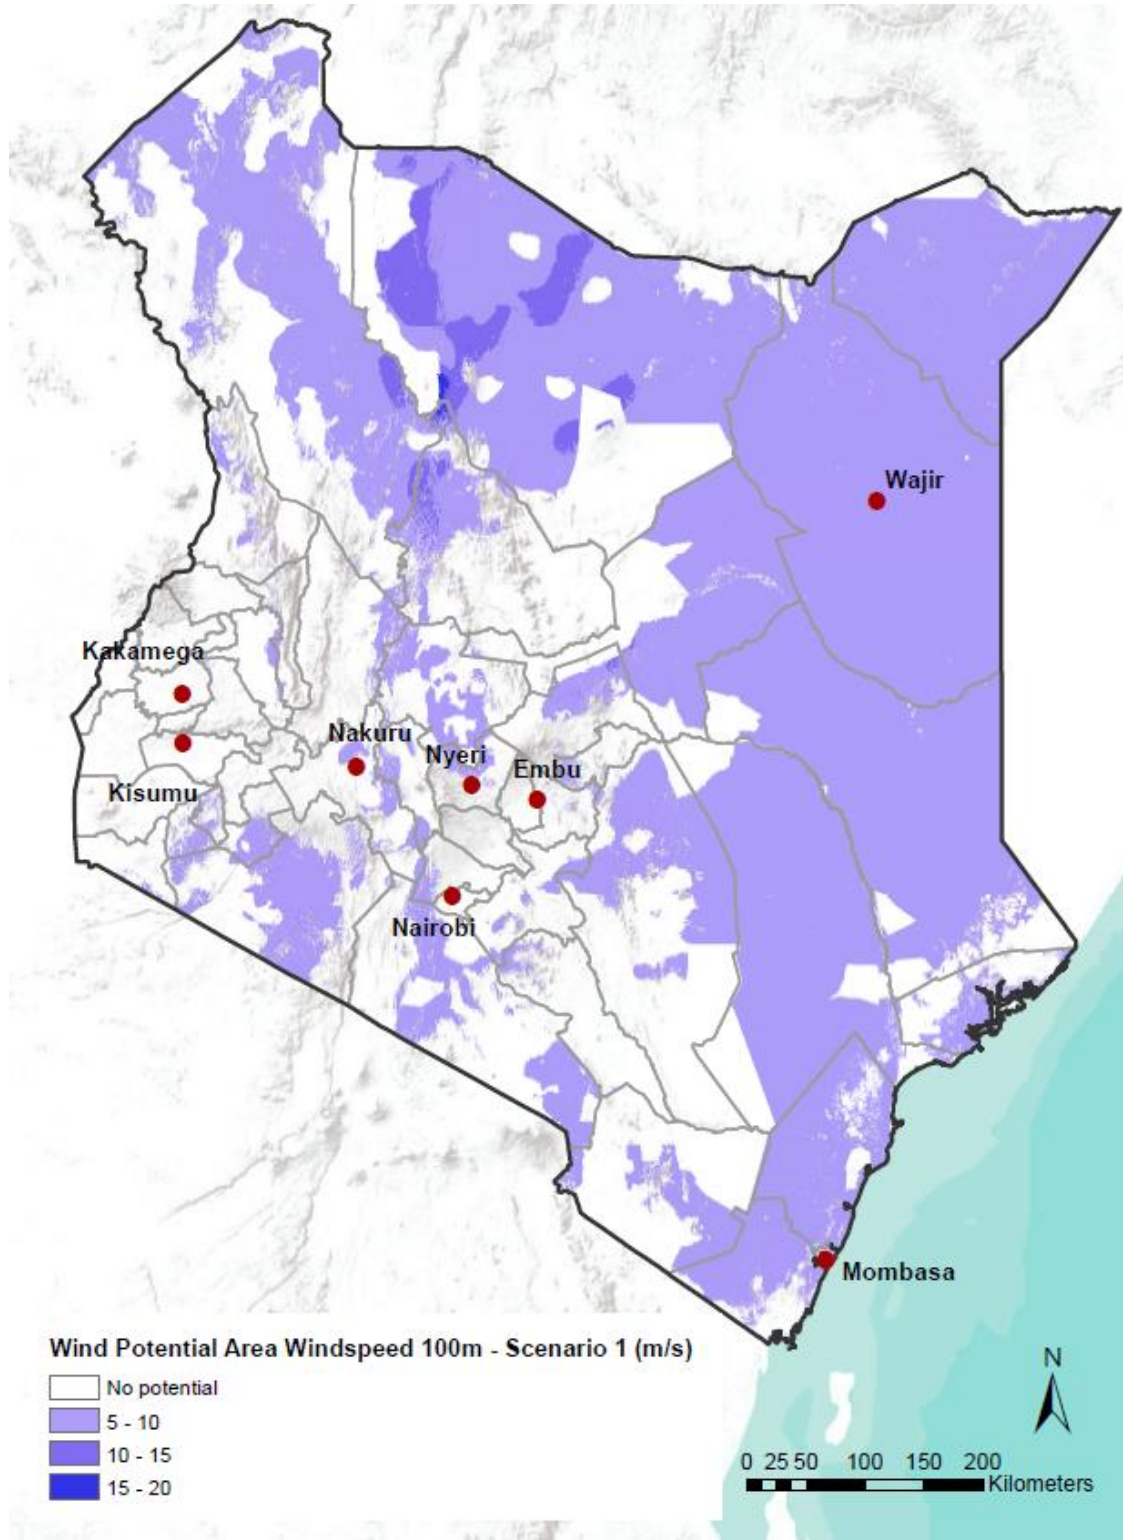 Wajir
Kakamega
Nakuru
Nyeri
Embu
Kisumu
Nairobi
Mombasa
Wind Potential Area Windspeed 100m - Scenario 1 (m/s)
No potential
5 - 10
10 - 15
15 - 20
N
0 25 50 100 150 200
Kilometers